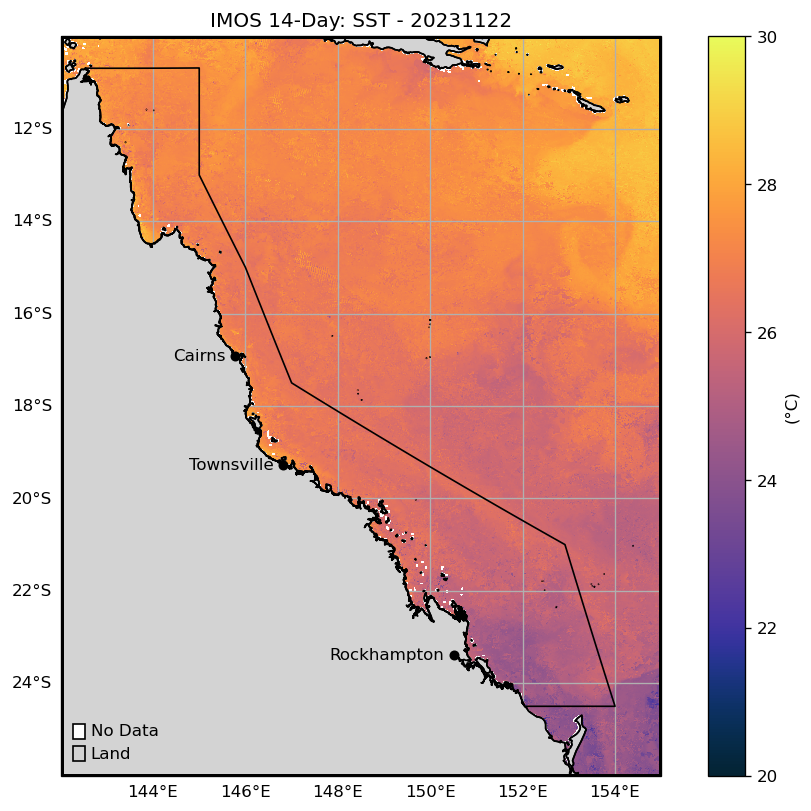 IMOS 14-Day: SST - 20231122
30
12°S
28
14°S
16°S
26
Cairns
18°S
(°C)
Townsville
24
20°S
22°S
22
Rockhampton
24°S
No Data
Land
20
144°E 146°E 148°E 150°E 152°E 154°E